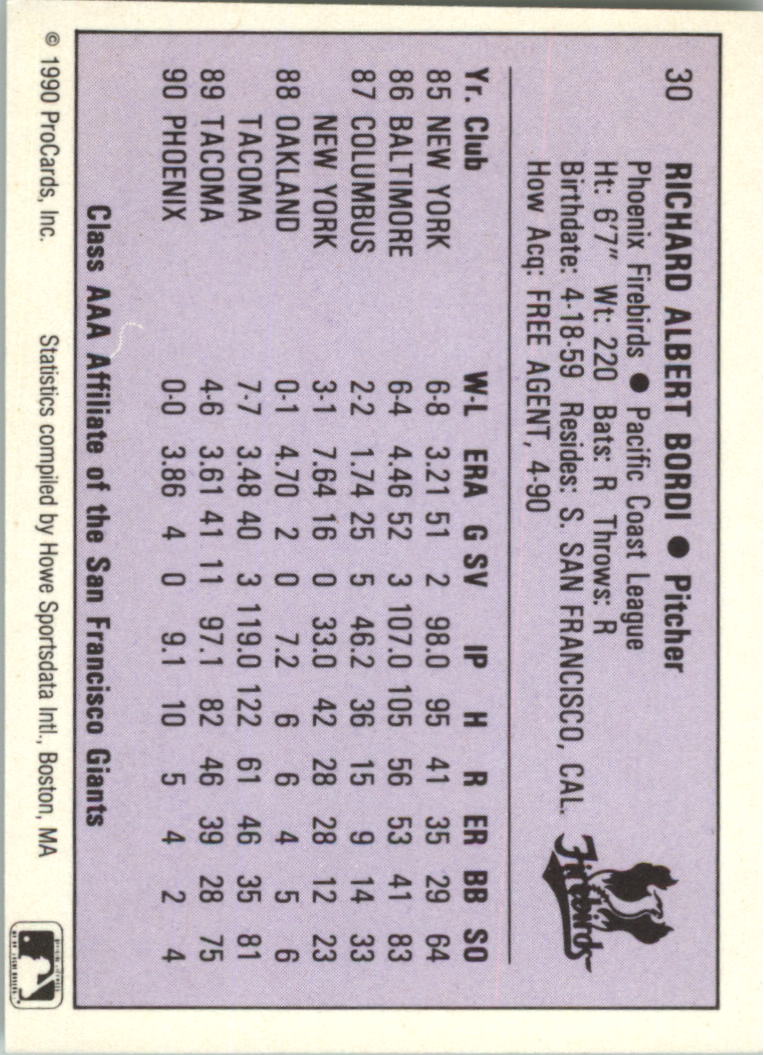 30 RICHARD ALBERT BORDI ● Pitcher
Phoenix Firebirds ● Pacific Coast League
Ht: 6'7" Wt: 220 Bats: R Throws: R
Birthdate: 4-18-59 Resides: S. SAN FRANCISCO, CAL.
How Acq: FREE AGENT, 4-90
Firebirds
Yr. Club W-L ERA G SV IP H R ER BB SO
85 NEW YORK 6-8 3.21 51 2 98.0 95 41 35 29 64
86 BALTIMORE 6-4 4.46 52 3 107.0 105 56 53 41 83
87 COLUMBUS 2-2 1.74 25 5 46.2 36 15 9 14 33
NEW YORK 3-1 7.64 16 0 33.0 42 28 28 12 23
88 OAKLAND 0-1 4.70 2 0 7.2 6 6 4 5 6
TACOMA 7-7 3.48 40 3 119.0 122 61 46 35 81
89 TACOMA 4-6 3.61 41 11 97.1 82 46 39 28 75
90 PHOENIX 0-0 3.86 4 0 9.1 10 5 4 2 4
Class AAA Affiliate of the San Francisco Giants
© 1990 ProCards, Inc. Statistics compiled by Howe Sportsdata Intl., Boston, MA